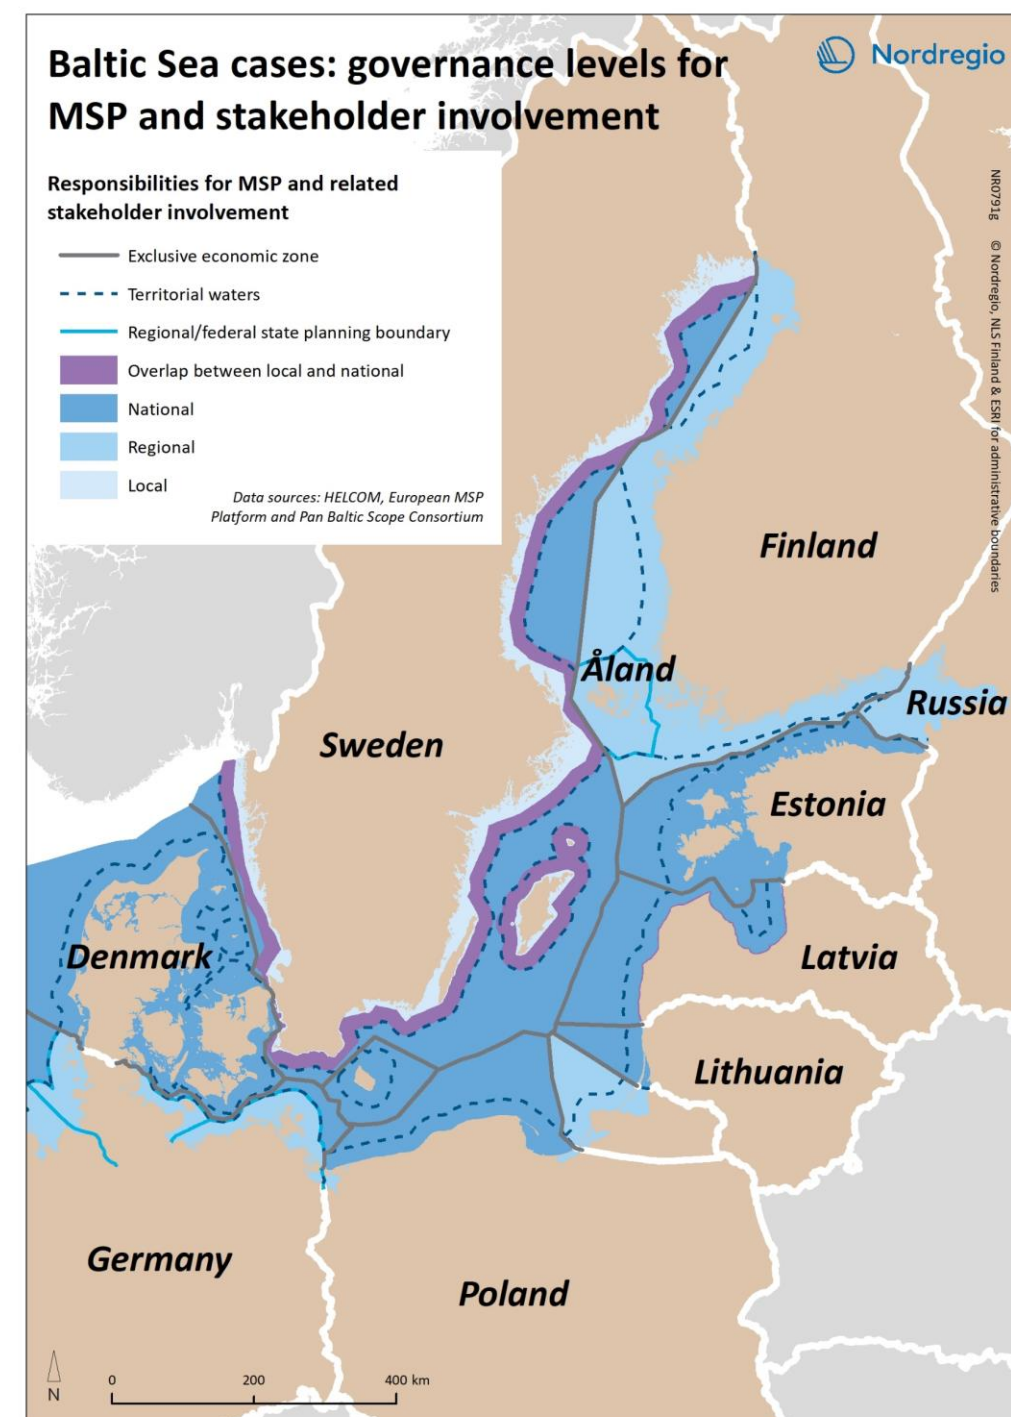 Baltic Sea cases: governance levels for
MSP and stakeholder involvement
Nordregio
Responsibilities for MSP and related
stakeholder involvement
Exclusive economic zone
Territorial waters
Regional/federal state planning boundary
Overlap between local and national
National
Regional
Local
Data sources: HELCOM, European MSP
Platform and Pan Baltic Scope Consortium
NR0791g © Nordregio, NLS Finland & ESRI for administrative boundaries
Finland
Åland
Russia
Sweden
Estonia
Denmark
Latvia
Lithuania
Germany
Poland
N
0 200 400 km